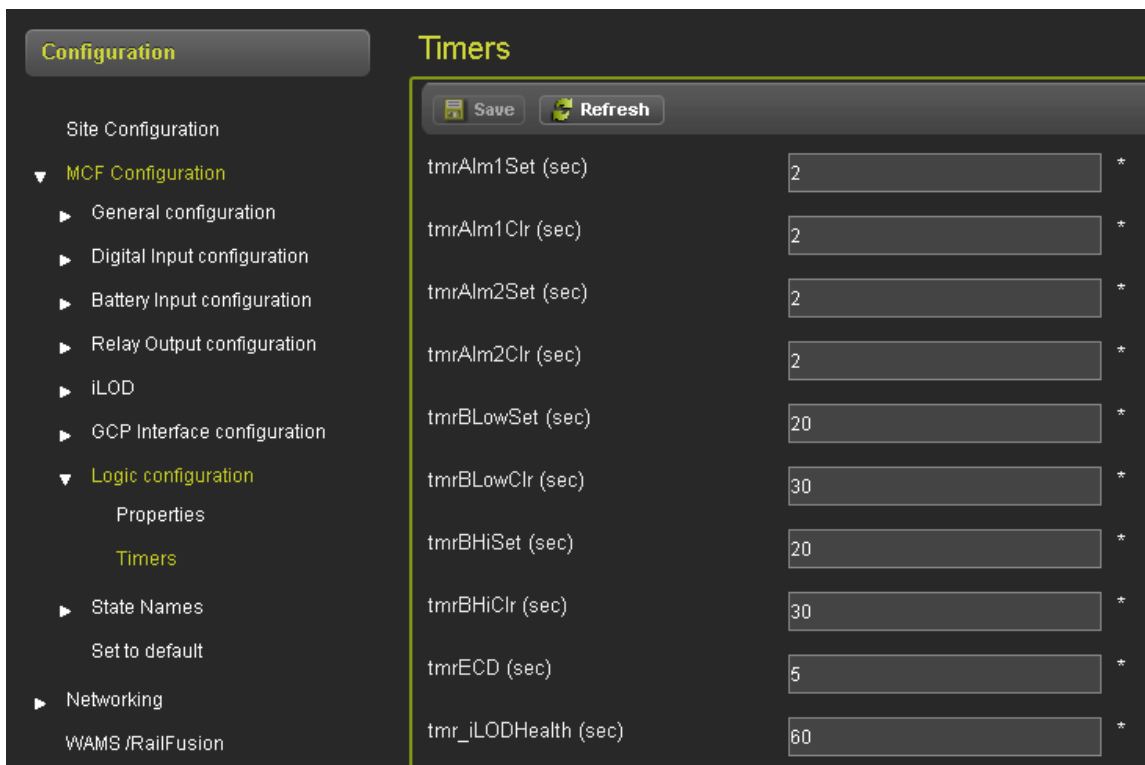 Configuration
Site Configuration
MCF Configuration
General configuration
Digital Input configuration
Battery Input configuration
Relay Output configuration
iLOD
GCP Interface configuration
Logic configuration
Properties
Timers
State Names
Set to default
Networking
WAMS /RailFusion
Timers
Save Refresh
tmrAlm1Set (sec) 2 *
tmrAlm1Clr (sec) 2 *
tmrAlm2Set (sec) 2 *
tmrAlm2Clr (sec) 2 *
tmrBLowSet (sec) 20 *
tmrBLowClr (sec) 30 *
tmrBHiSet (sec) 20 *
tmrBHiClr (sec) 30 *
tmrECD (sec) 5 *
tmr_iLODHealth (sec) 60 *